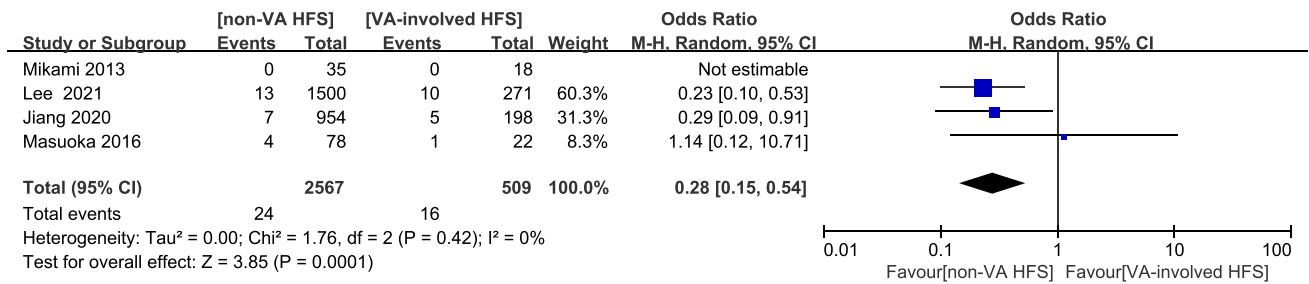 [non-VA HFS] [VA-involved HFS] Odds Ratio Odds Ratio
Study or Subgroup Events Total Events Total Weight M-H, Random, 95% CI M-H, Random, 95% CI
Mikami 2013 0 35 0 18 Not estimable
Lee 2021 13 1500 10 271 60.3% 0.23 [0.10, 0.53]
Jiang 2020 7 954 5 198 31.3% 0.29 [0.09, 0.91]
Masuoka 2016 4 78 1 22 8.3% 1.14 [0.12, 10.71]
Total (95% CI) 2567 509 100.0% 0.28 [0.15, 0.54]
Total events 24 16
Heterogeneity: Tau² = 0.00; Chi² = 1.76, df = 2 (P = 0.42); I² = 0%
Test for overall effect: Z = 3.85 (P = 0.0001)
0.01 0.1 1 10 100
Favour[non-VA HFS] Favour[VA-involved HFS]